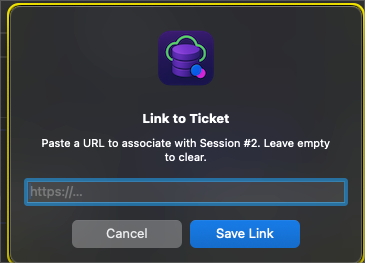 Link to Ticket
Paste a URL to associate with Session #2. Leave empty
to clear.
https://...
Cancel
Save Link